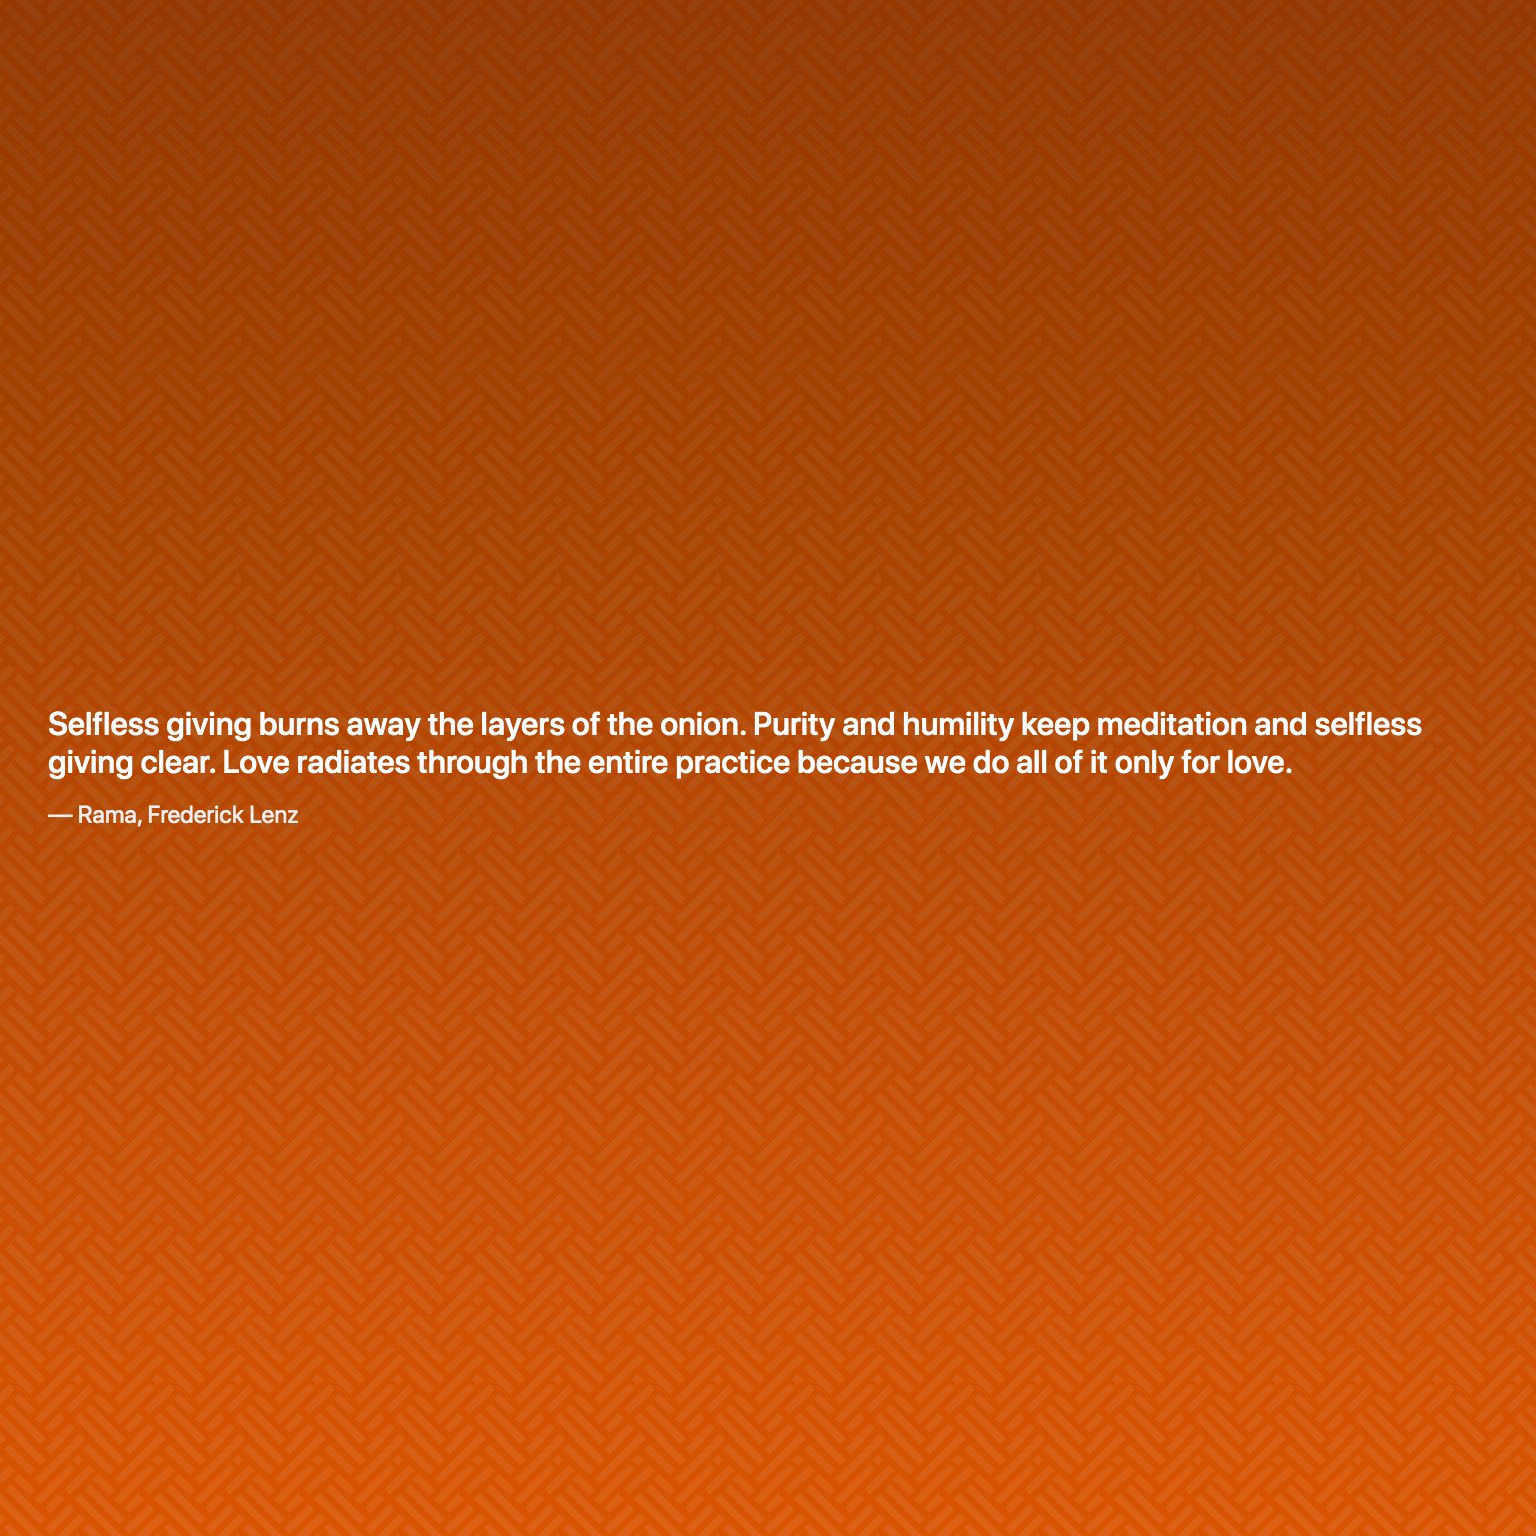 Selfless giving burns away the layers of the onion. Purity and humility keep meditation and selfless
giving clear. Love radiates through the entire practice because we do all of it only for love.
— Rama, Frederick Lenz